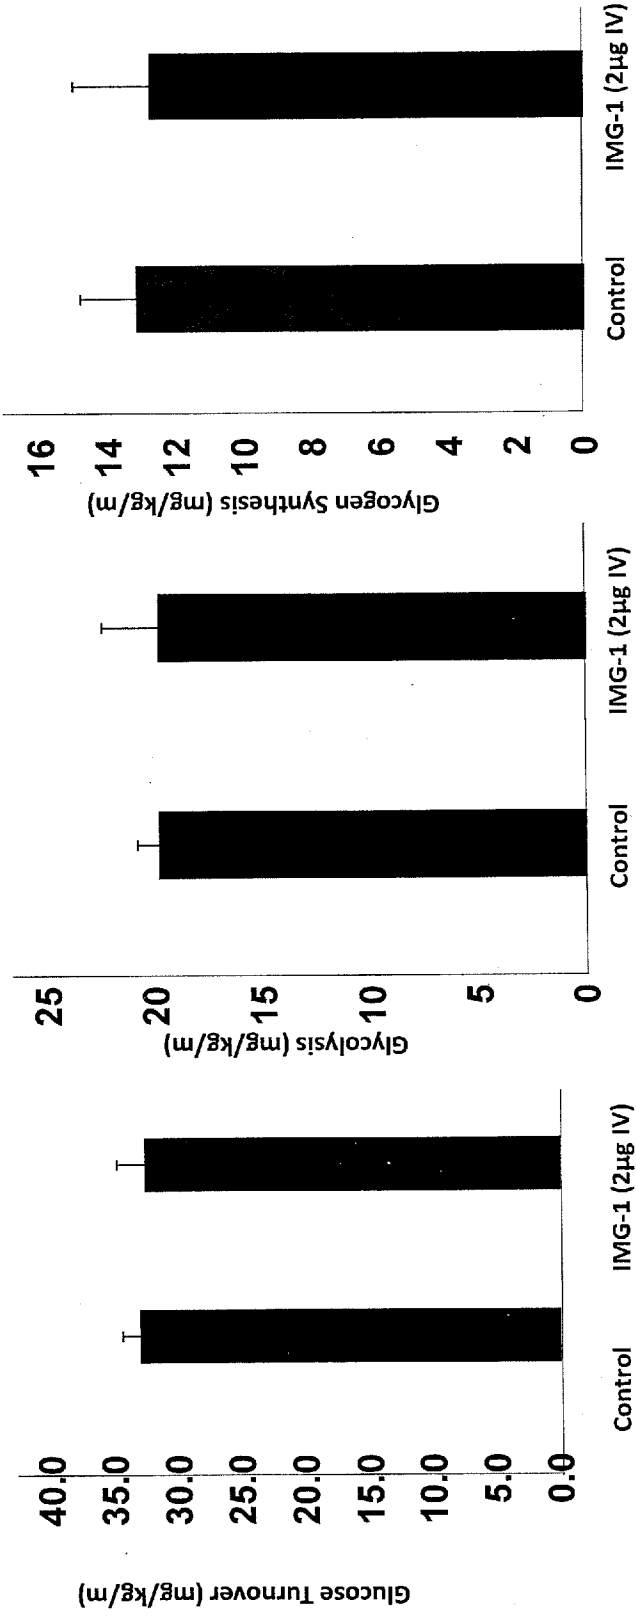 Glucose Turnover (mg/kg/m)
40.0
35.0
30.0
25.0
20.0
15.0
10.0
5.0
0.0
Control
IMG-1 (2µg IV)
Glycolysis (mg/kg/m)
25
20
15
10
5
0
Control
IMG-1 (2µg IV)
Glycogen Synthesis (mg/kg/m)
16
14
12
10
8
6
4
2
0
Control
IMG-1 (2µg IV)